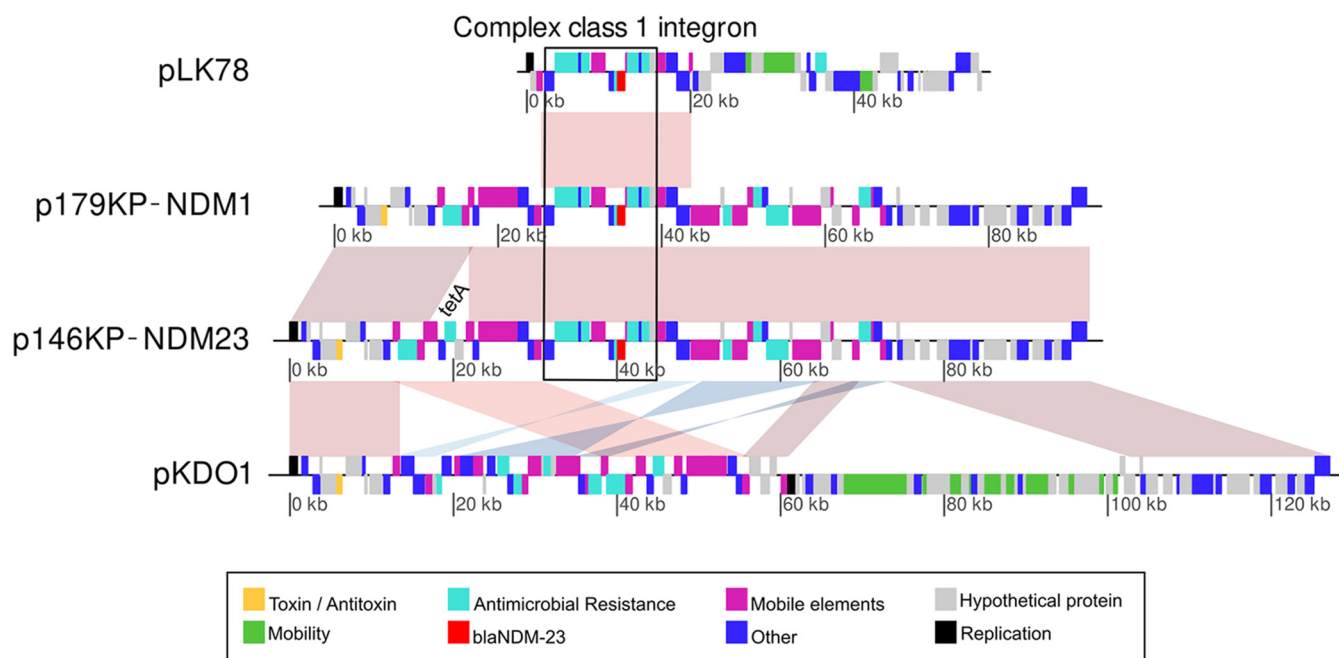 Complex class 1 integron
pLK78
0 kb 20 kb 40 kb
p179KP-NDM1
0 kb 20 kb 40 kb 60 kb 80 kb
tetA
p146KP-NDM23
0 kb 20 kb 40 kb 60 kb 80 kb
pKDO1
0 kb 20 kb 40 kb 60 kb 80 kb 100 kb 120 kb
Toxin / Antitoxin Antimicrobial Resistance Mobile elements Hypothetical protein
Mobility blaNDM-23 Other Replication